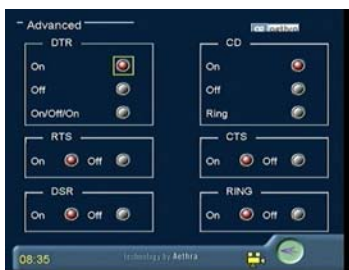 Advanced
aethra
DTR
On
Off
On/Off/On
CD
On
Off
Ring
RTS
On Off
CTS
On Off
DSR
On Off
RING
On Off
08:35
technology by Aethra